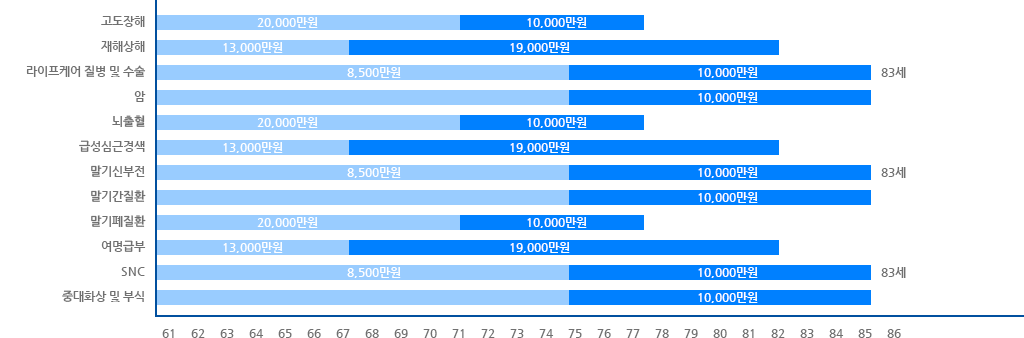 고도장해 20,000만원 10,000만원
재해상해 13,000만원 19,000만원
라이프케어 질병 및 수술 8,500만원 10,000만원 83세
암 10,000만원
뇌출혈 20,000만원 10,000만원
급성심근경색 13,000만원 19,000만원
말기신부전 8,500만원 10,000만원 83세
말기간질환 10,000만원
말기폐질환 20,000만원 10,000만원
여명급부 13,000만원 19,000만원
SNC 8,500만원 10,000만원 83세
중대화상 및 부식 10,000만원
61 62 63 64 65 66 67 68 69 70 71 72 73 74 75 76 77 78 79 80 81 82 83 84 85 86